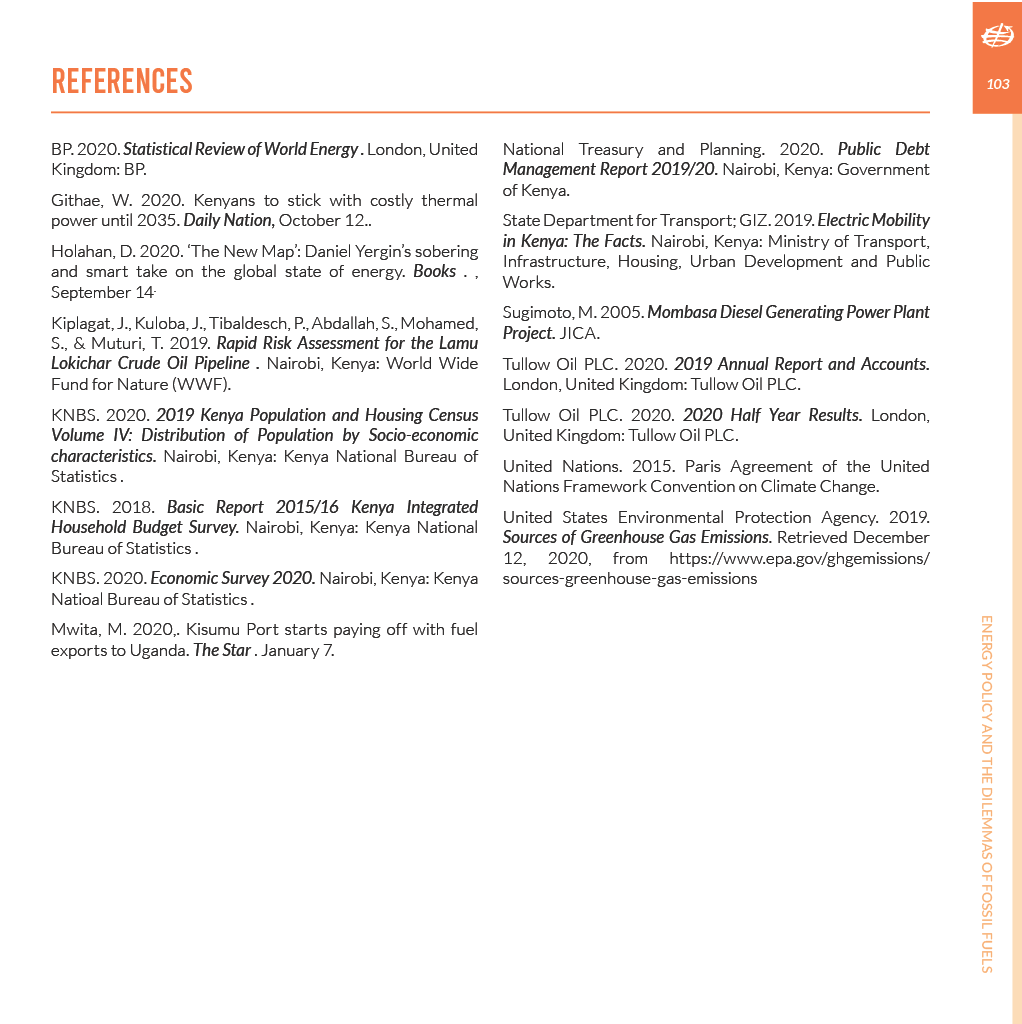 103
REFERENCES
BP. 2020. Statistical Review of World Energy . London, United
Kingdom: BP.
Githae, W. 2020. Kenyans to stick with costly thermal
power until 2035. Daily Nation, October 12..
Holahan, D. 2020. ‘The New Map’: Daniel Yergin’s sobering
and smart take on the global state of energy. Books . ,
September 14.
Kiplagat, J., Kuloba, J., Tibaldesch, P., Abdallah, S., Mohamed,
S., & Muturi, T. 2019. Rapid Risk Assessment for the Lamu
Lokichar Crude Oil Pipeline . Nairobi, Kenya: World Wide
Fund for Nature (WWF).
KNBS. 2020. 2019 Kenya Population and Housing Census
Volume IV: Distribution of Population by Socio-economic
characteristics. Nairobi, Kenya: Kenya National Bureau of
Statistics .
KNBS. 2018. Basic Report 2015/16 Kenya Integrated
Household Budget Survey. Nairobi, Kenya: Kenya National
Bureau of Statistics .
KNBS. 2020. Economic Survey 2020. Nairobi, Kenya: Kenya
Natioal Bureau of Statistics .
Mwita, M. 2020,. Kisumu Port starts paying off with fuel
exports to Uganda. The Star . January 7.
National Treasury and Planning. 2020. Public Debt
Management Report 2019/20. Nairobi, Kenya: Government
of Kenya.
State Department for Transport; GIZ. 2019. Electric Mobility
in Kenya: The Facts. Nairobi, Kenya: Ministry of Transport,
Infrastructure, Housing, Urban Development and Public
Works.
Sugimoto, M. 2005. Mombasa Diesel Generating Power Plant
Project. JICA.
Tullow Oil PLC. 2020. 2019 Annual Report and Accounts.
London, United Kingdom: Tullow Oil PLC.
Tullow Oil PLC. 2020. 2020 Half Year Results. London,
United Kingdom: Tullow Oil PLC.
United Nations. 2015. Paris Agreement of the United
Nations Framework Convention on Climate Change.
United States Environmental Protection Agency. 2019.
Sources of Greenhouse Gas Emissions. Retrieved December
12, 2020, from https://www.epa.gov/ghgemissions/
sources-greenhouse-gas-emissions
ENERGY POLICY AND THE DILEMMAS OF FOSSIL FUELS